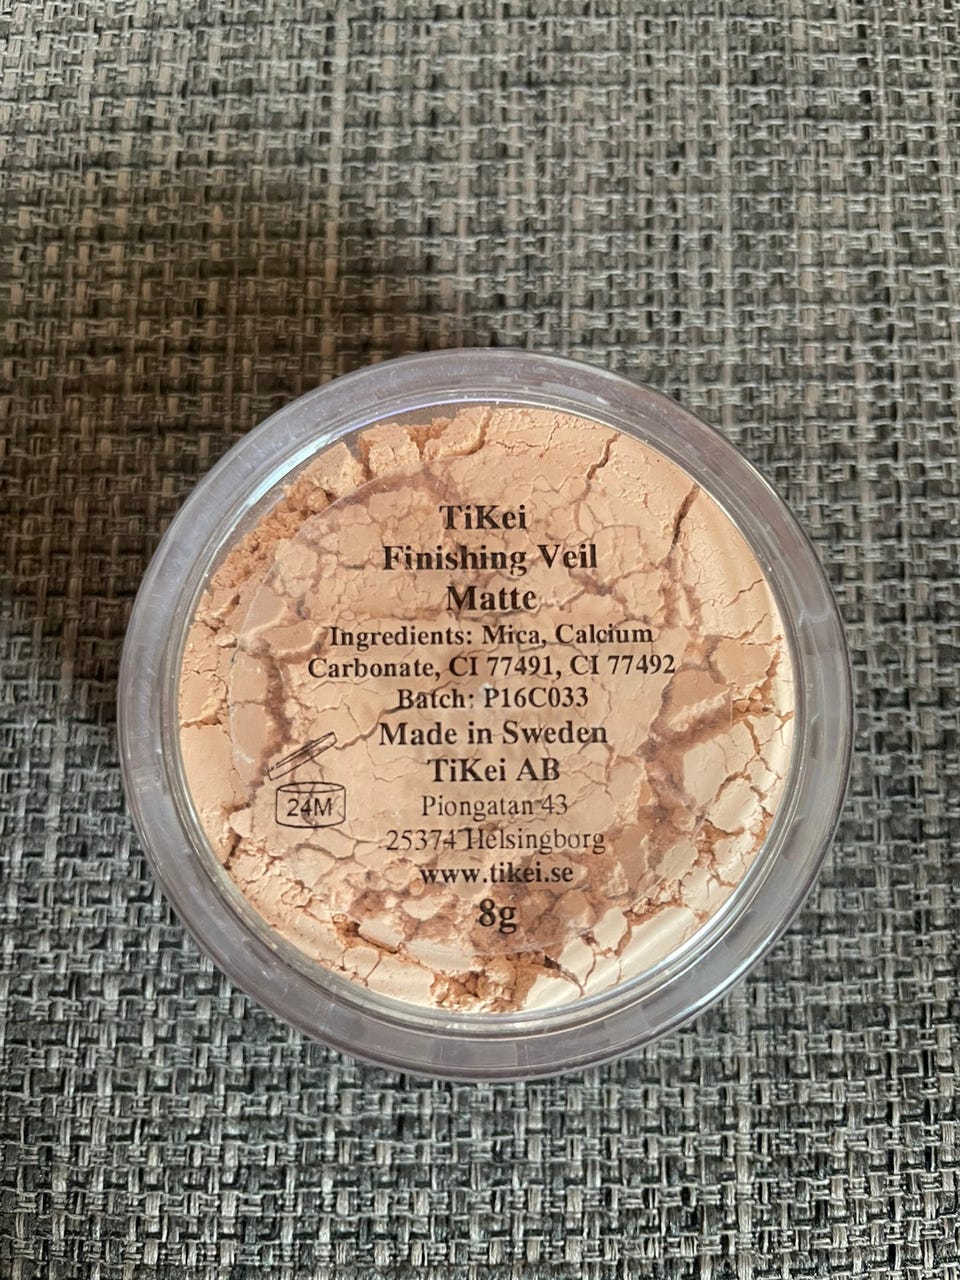 TiKei
Finishing Veil
Matte
Ingredients: Mica, Calcium
Carbonate, CI 77491, CI 77492
Batch: P16C033
Made in Sweden
TiKei AB
24M
Piongatan 43
25374 Helsingborg
www.tikei.se
8g